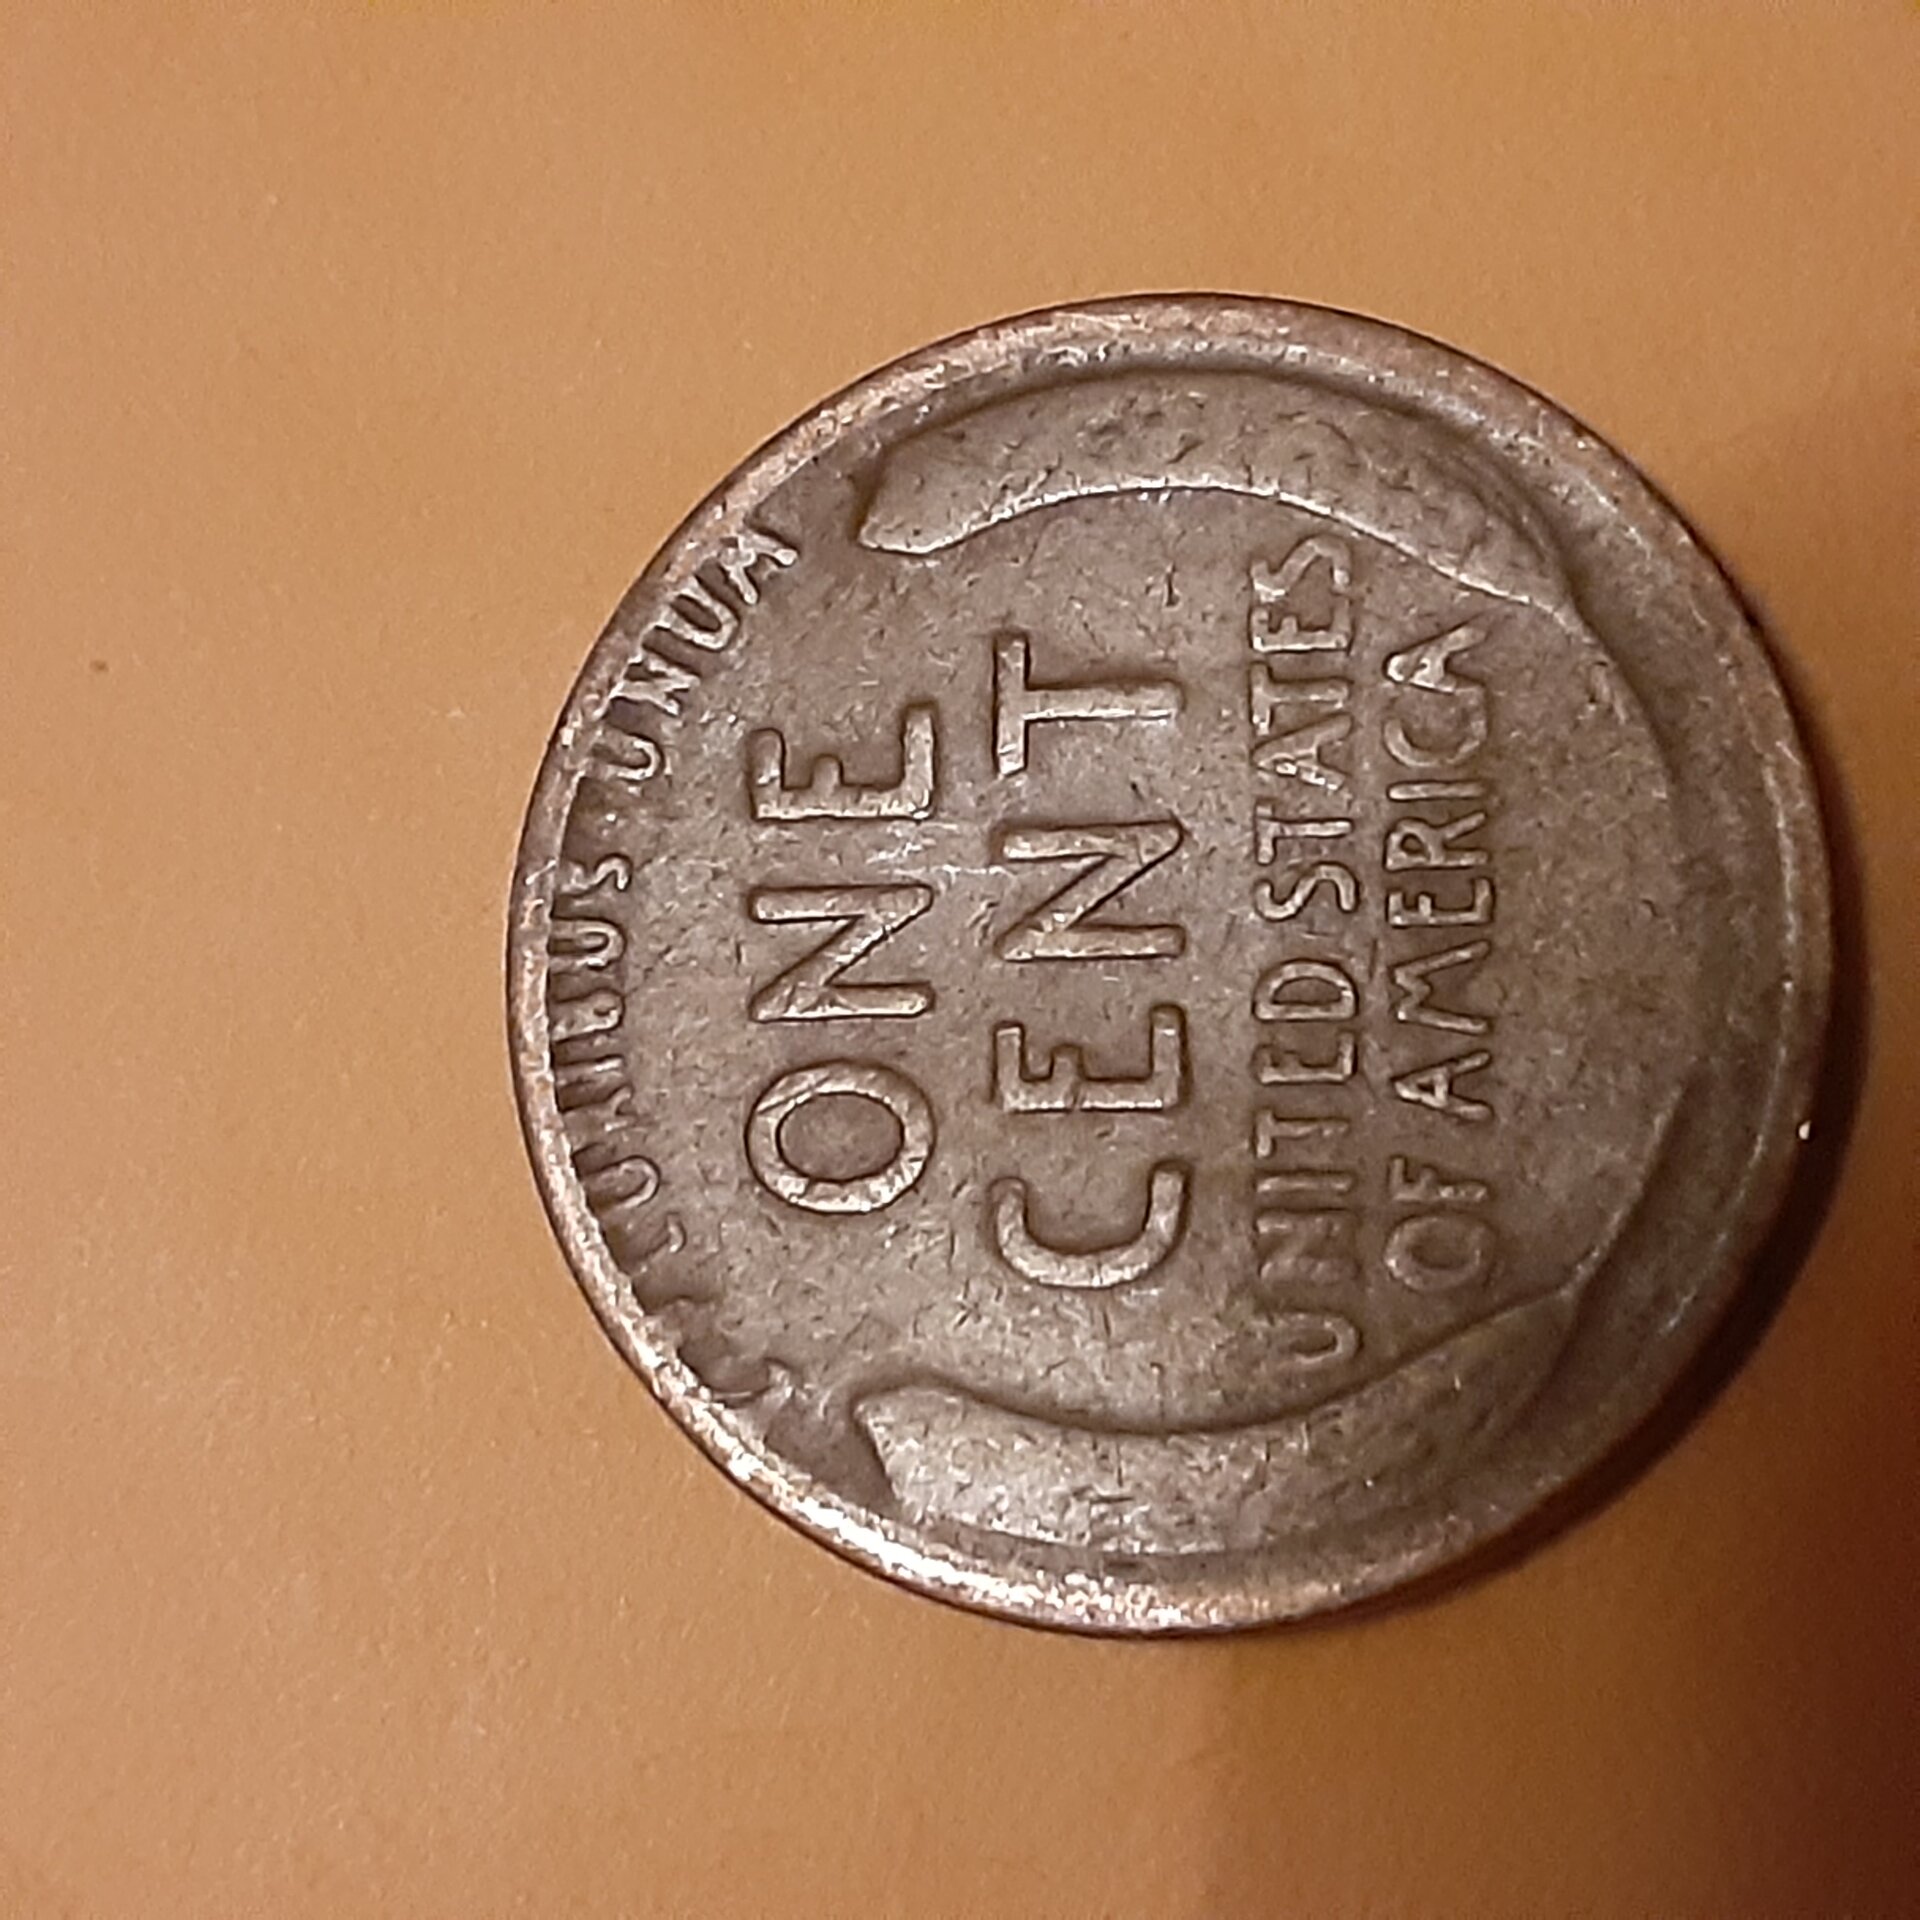 E PLURIBUS UNUM
ONE
CENT
UNITED STATES
OF AMERICA